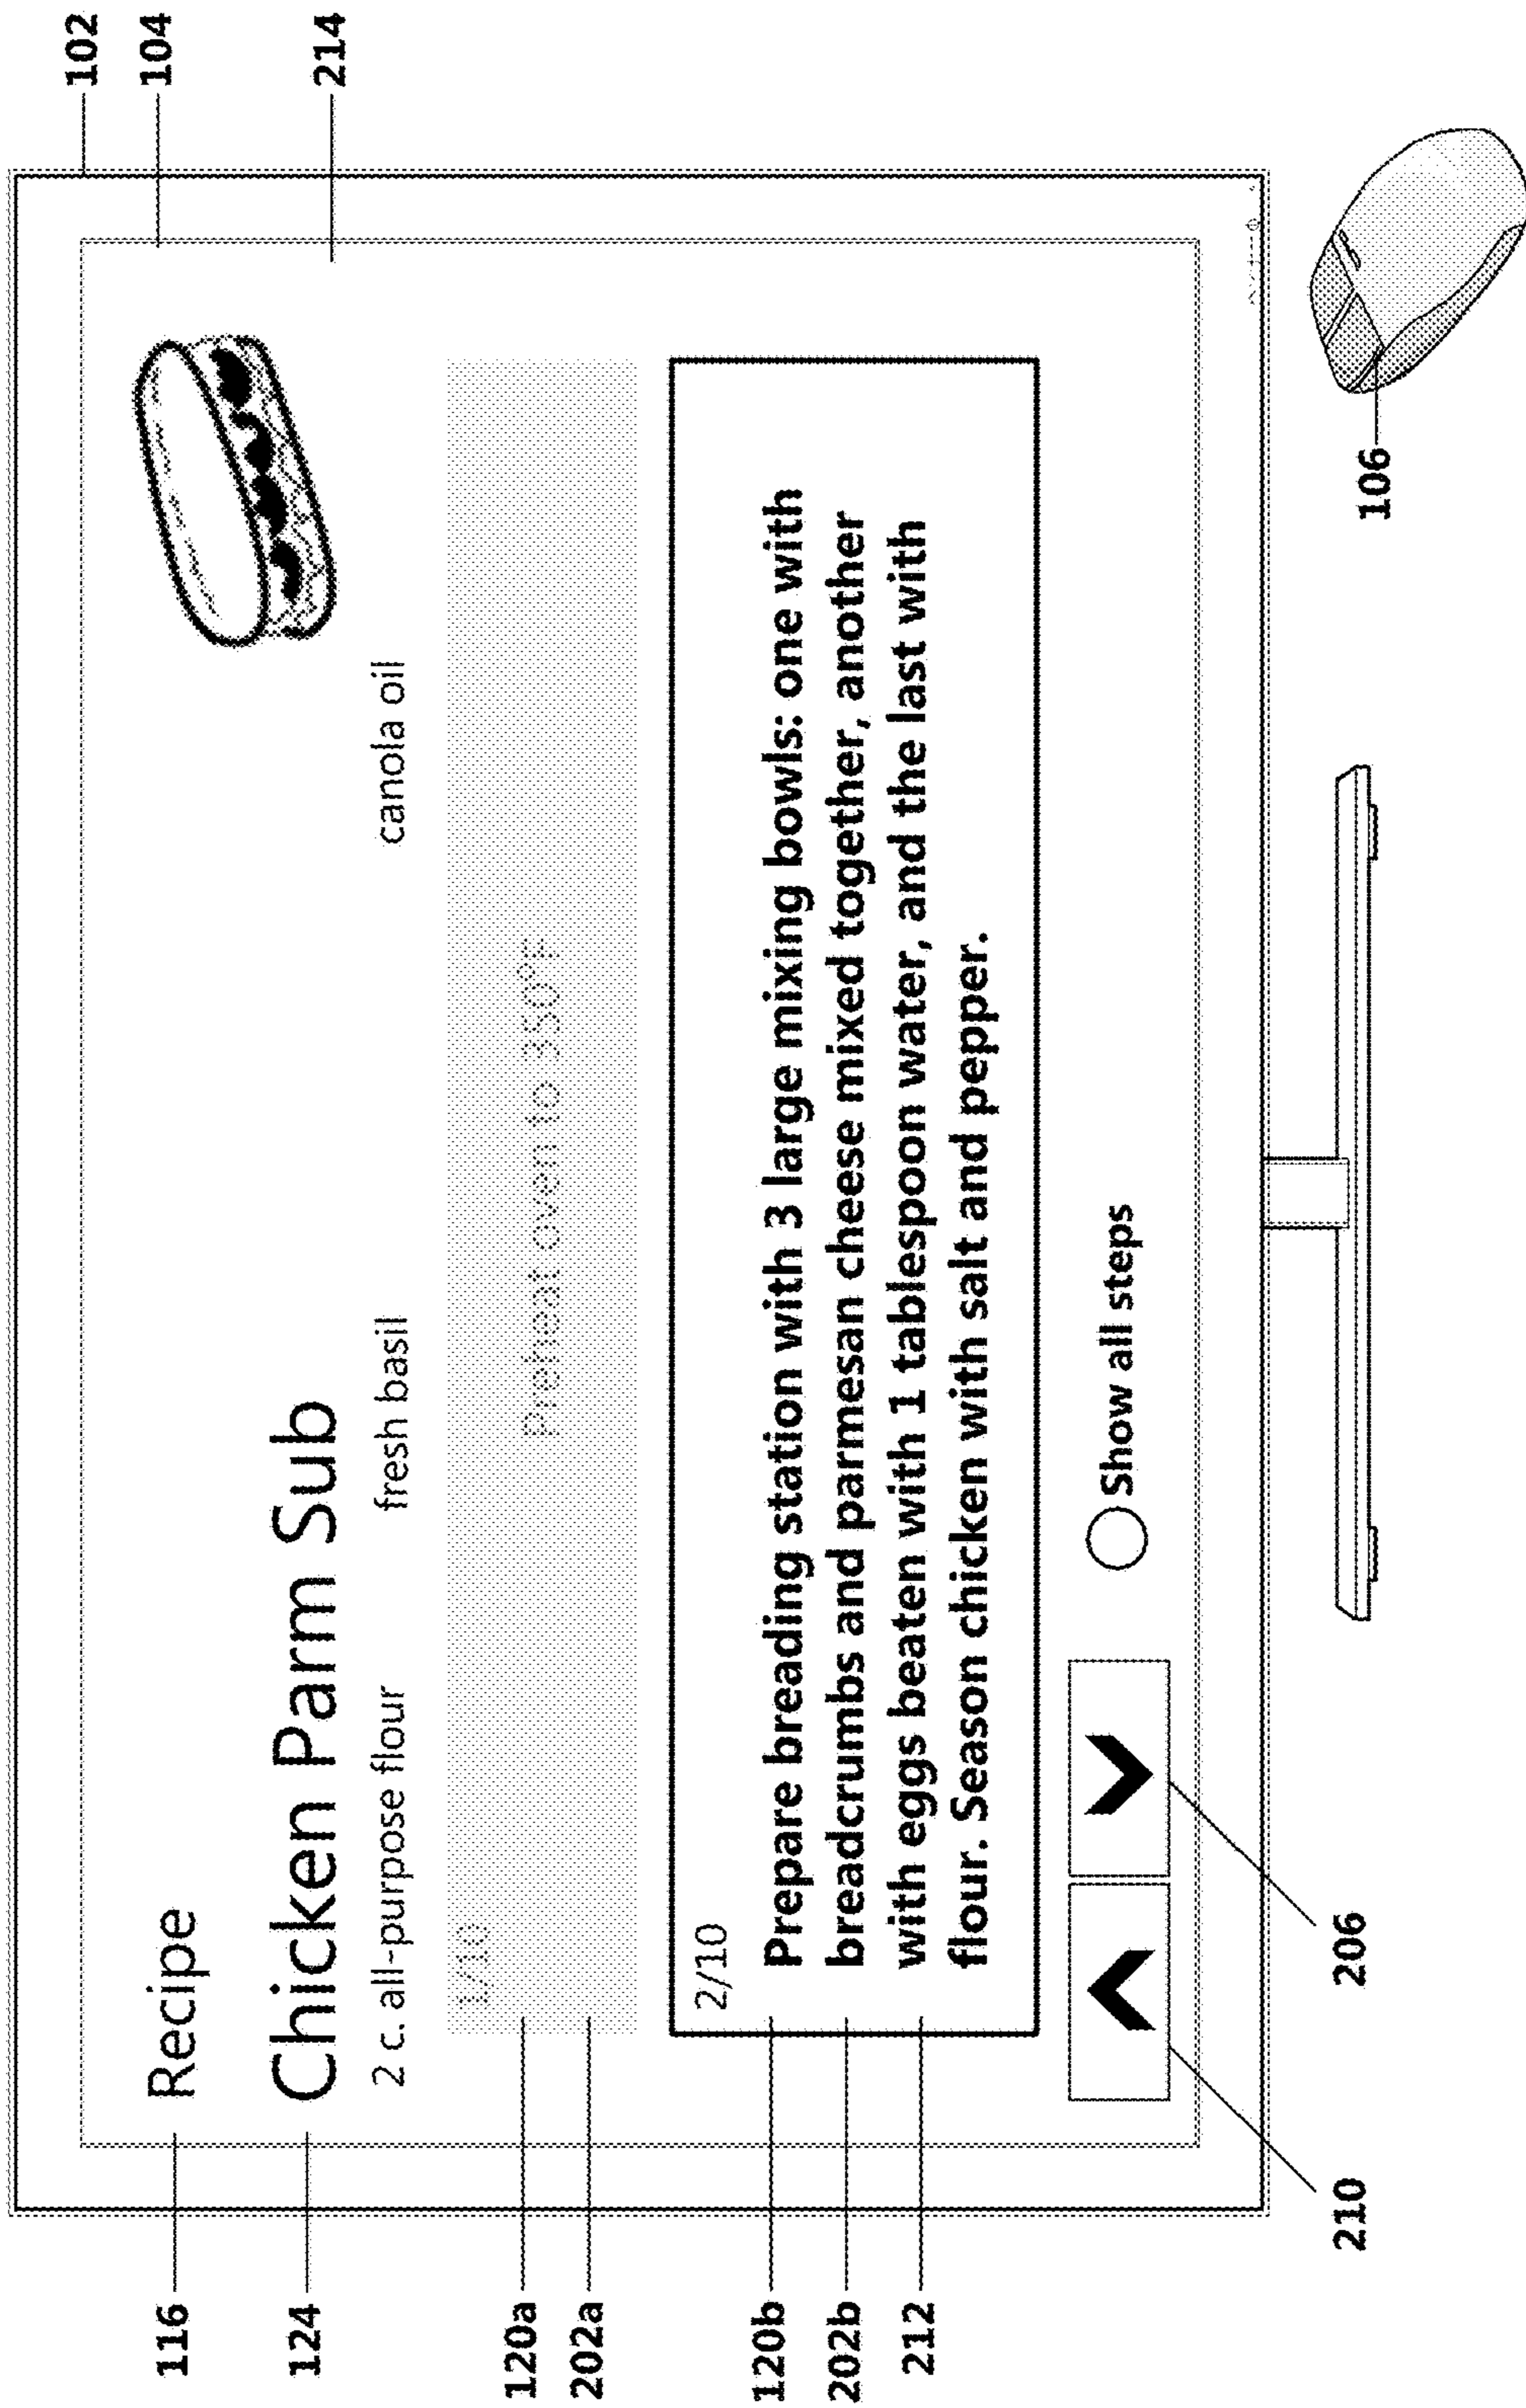 102
104
214
116
Recipe
124
Chicken Parm Sub
2 c. all-purpose flour fresh basil canola oil
1/10
120a
Preheat oven to 350°F
202a
2/10
120b
Prepare breading station with 3 large mixing bowls: one with
202b
breadcrumbs and parmesan cheese mixed together, another
212
with eggs beaten with 1 tablespoon water, and the last with
flour. Season chicken with salt and pepper.
Show all steps
210
206
106